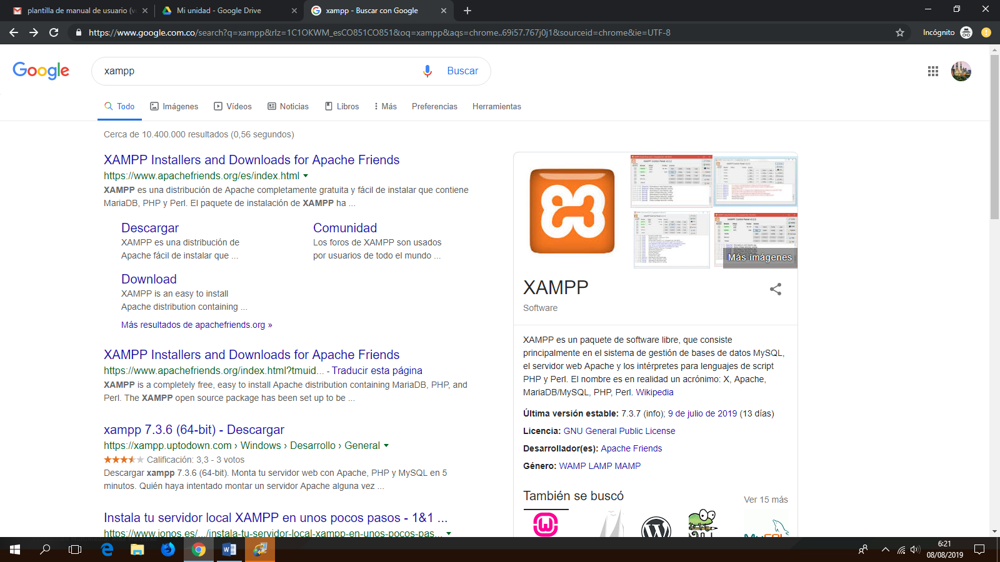 plantilla de manual de usuario (ve
Mi unidad - Google Drive
xampp - Buscar con Google
https://www.google.com.co/search?q=xampp&rlz=1C1OKWM_esCO851CO851&oq=xampp&aqs=chrome..69i57.767j0j1&sourceid=chrome&ie=UTF-8
Incógnito
Google
xampp
Buscar
Todo
Imágenes
Vídeos
Noticias
Libros
Más
Preferencias
Herramientas
Cerca de 10.400.000 resultados (0,56 segundos)
XAMPP Installers and Downloads for Apache Friends
https://www.apachefriends.org/es/index.html
XAMPP es una distribución de Apache completamente gratuita y fácil de instalar que contiene
MariaDB, PHP y Perl. El paquete de instalación de XAMPP ha ...
Descargar
XAMPP es una distribución de
Apache fácil de instalar que ...
Comunidad
Los foros de XAMPP son usados
por usuarios de todo el mundo ...
Download
XAMPP is an easy to install
Apache distribution containing ...
Más resultados de apachefriends.org »
XAMPP Installers and Downloads for Apache Friends
https://www.apachefriends.org/index.html?tmuid... - Traducir esta página
XAMPP is a completely free, easy to install Apache distribution containing MariaDB, PHP, and
Perl. The XAMPP open source package has been set up to be ...
xampp 7.3.6 (64-bit) - Descargar
https://xampp.uptodown.com › Windows › Desarrollo › General
Calificación: 3,3 - 3 votos
Descargar xampp 7.3.6 (64-bit). Monta tu servidor web con Apache, PHP y MySQL en 5
minutos. Quién haya intentado montar un servidor Apache alguna vez ...
Instala tu servidor local XAMPP en unos pocos pasos - 1&1 ...
https://www.ionos.es/.../instala-tu-servidor-local-xampp-en-unos-pocos-pas...
Más imágenes
XAMPP
Software
XAMPP es un paquete de software libre, que consiste
principalmente en el sistema de gestión de bases de datos MySQL,
el servidor web Apache y los intérpretes para lenguajes de script
PHP y Perl. El nombre es en realidad un acrónimo: X, Apache,
MariaDB/MySQL, PHP, Perl. Wikipedia
Última versión estable: 7.3.7 (info); 9 de julio de 2019 (13 días)
Licencia: GNU General Public License
Desarrollador(es): Apache Friends
Género: WAMP LAMP MAMP
También se buscó
Ver 15 más
6:21
08/08/2019